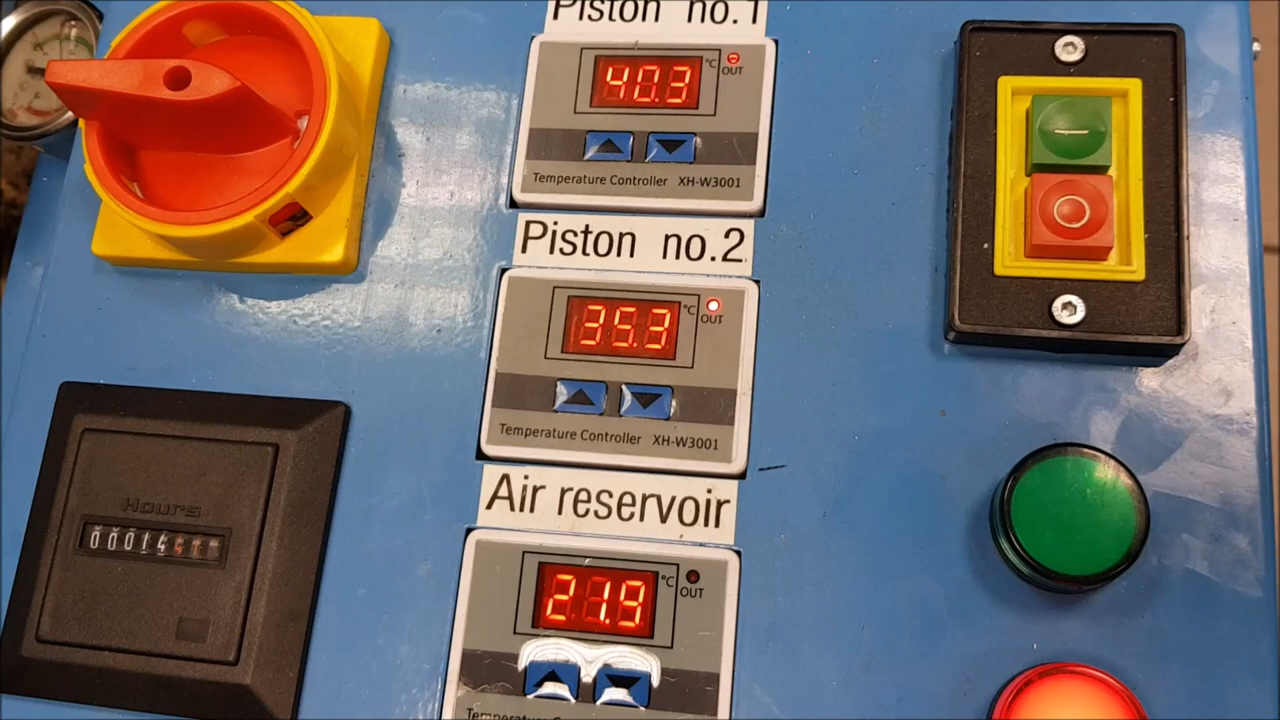 Piston no.1
40.3
°C
OUT
Temperature Controller XH-W3001
Piston no.2
35.3
°C
OUT
Temperature Controller XH-W3001
Air reservoir
21.9
°C
OUT
Hours
00014